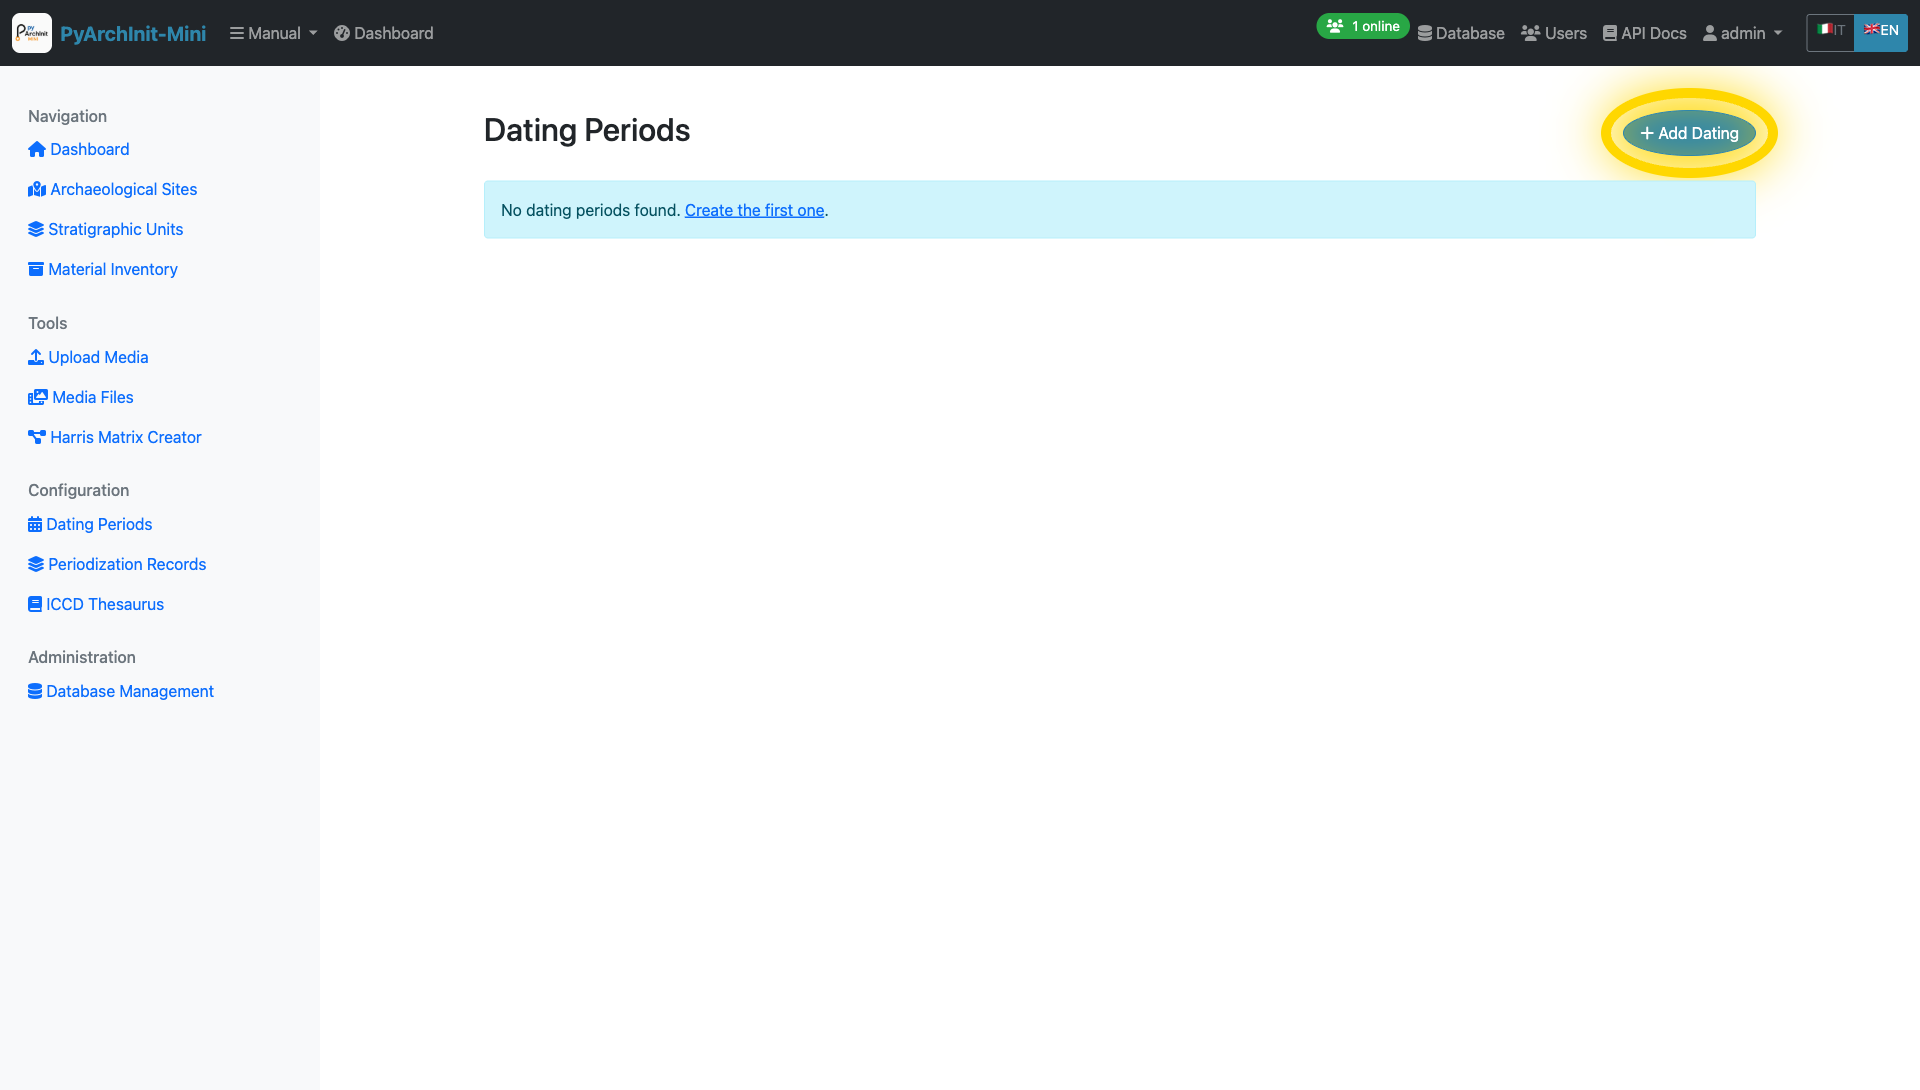 PyArchInit-Mini
Manual
Dashboard
1 online
Database
Users
API Docs
admin
IT
EN
Navigation
Dashboard
Archaeological Sites
Stratigraphic Units
Material Inventory
Tools
Upload Media
Media Files
Harris Matrix Creator
Configuration
Dating Periods
Periodization Records
ICCD Thesaurus
Administration
Database Management
Dating Periods
+ Add Dating
No dating periods found. Create the first one.